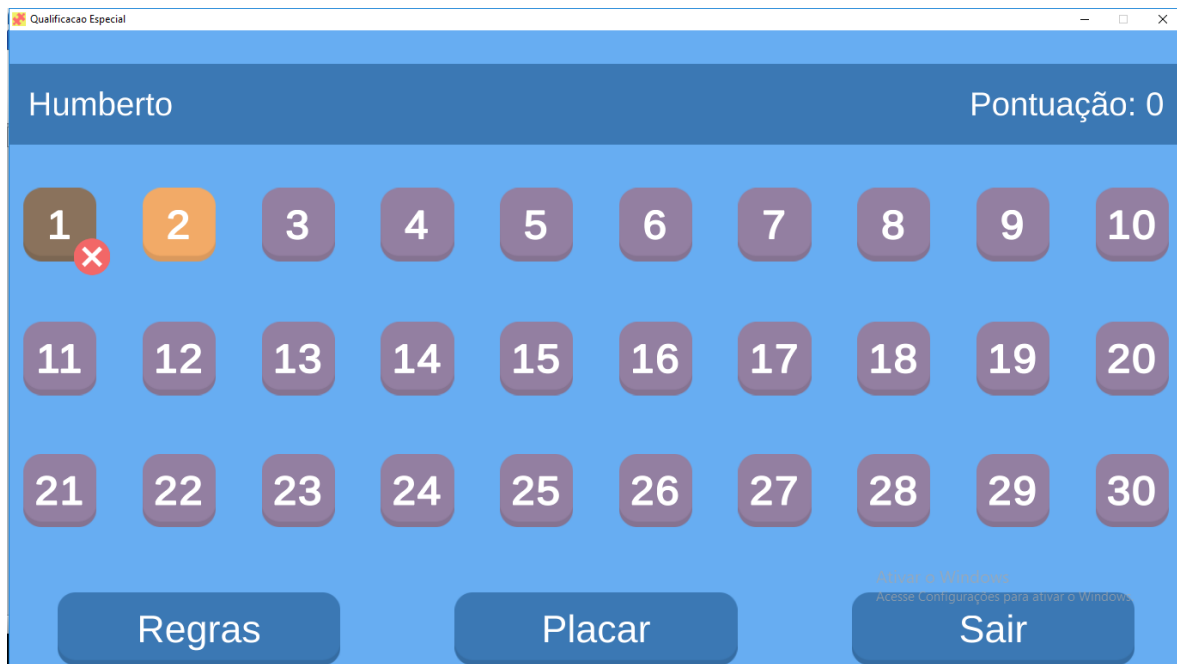 Qualificacao Especial
Humberto Pontuação: 0
1 2 3 4 5 6 7 8 9 10
11 12 13 14 15 16 17 18 19 20
21 22 23 24 25 26 27 28 29 30
Ativar o Windows
Acesse Configurações para ativar o Windows.
Regras Placar Sair